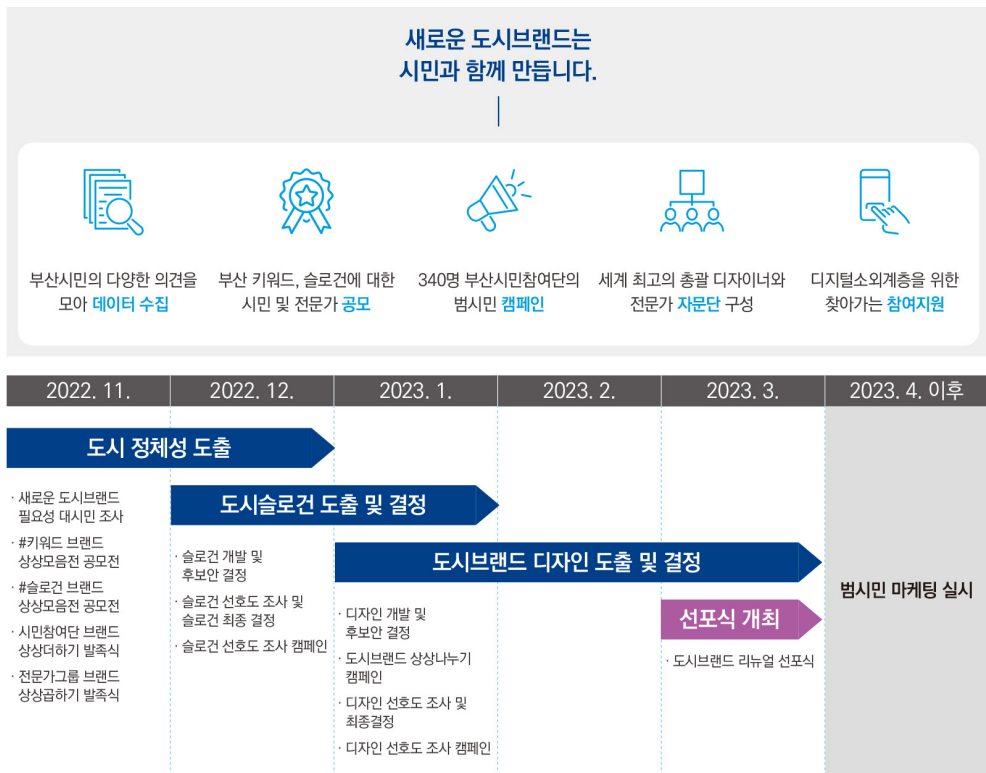 새로운 도시브랜드는
시민과 함께 만듭니다.
부산시민의 다양한 의견을
모아 데이터 수집
부산 키워드, 슬로건에 대한
시민 및 전문가 공모
340명 부산시민참여단의
범시민 캠페인
세계 최고의 총괄 디자이너와
전문가 자문단 구성
디지털소외계층을 위한
찾아가는 참여지원
2022. 11.
2022. 12.
2023. 1.
2023. 2.
2023. 3.
2023. 4. 이후
도시 정체성 도출
· 새로운 도시브랜드
필요성 대시민 조사
· #키워드 브랜드
상상모음전 공모전
· #슬로건 브랜드
상상모음전 공모전
· 시민참여단 브랜드
상상더하기 발족식
· 전문가그룹 브랜드
상상곱하기 발족식
도시슬로건 도출 및 결정
· 슬로건 개발 및
후보안 결정
· 슬로건 선호도 조사 및
슬로건 최종 결정
· 슬로건 선호도 조사 캠페인
도시브랜드 디자인 도출 및 결정
· 디자인 개발 및
후보안 결정
· 도시브랜드 상상나누기
캠페인
· 디자인 선호도 조사 및
최종결정
· 디자인 선호도 조사 캠페인
선포식 개최
· 도시브랜드 리뉴얼 선포식
범시민 마케팅 실시